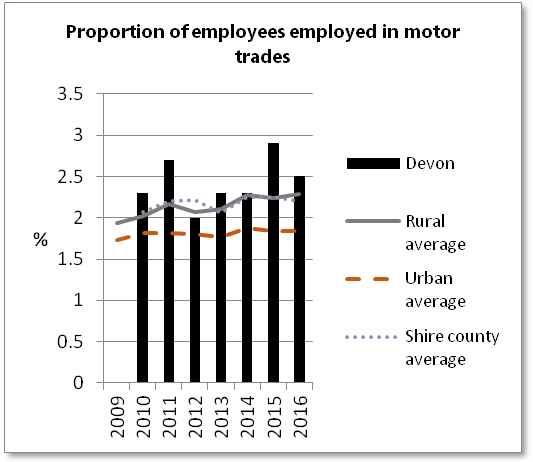 Proportion of employees employed in motor
trades
3.5
3
2.5
2
1.5
1
0.5
0
%
2009
2010
2011
2012
2013
2014
2015
2016
Devon
Rural
average
Urban
average
Shire county
average